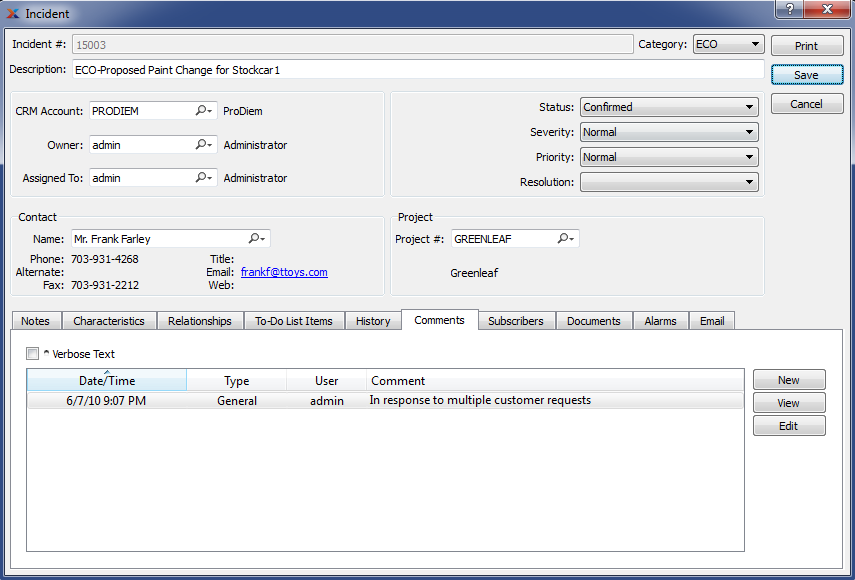 Incident
Incident #: 15003 Category: ECO Print
Description: ECO-Proposed Paint Change for Stockcar1 Save
Cancel
CRM Account: PRODIEM ProDiem
Owner: admin Administrator
Assigned To: admin Administrator
Status: Confirmed
Severity: Normal
Priority: Normal
Resolution:
Contact
Name: Mr. Frank Farley
Phone: 703-931-4268 Title:
Alternate: Email: frankf@ttoys.com
Fax: 703-931-2212 Web:
Project
Project #: GREENLEAF
Greenleaf
Notes Characteristics Relationships To-Do List Items History Comments Subscribers Documents Alarms Email
^ Verbose Text
Date/Time Type User Comment
6/7/10 9:07 PM General admin In response to multiple customer requests
New
View
Edit